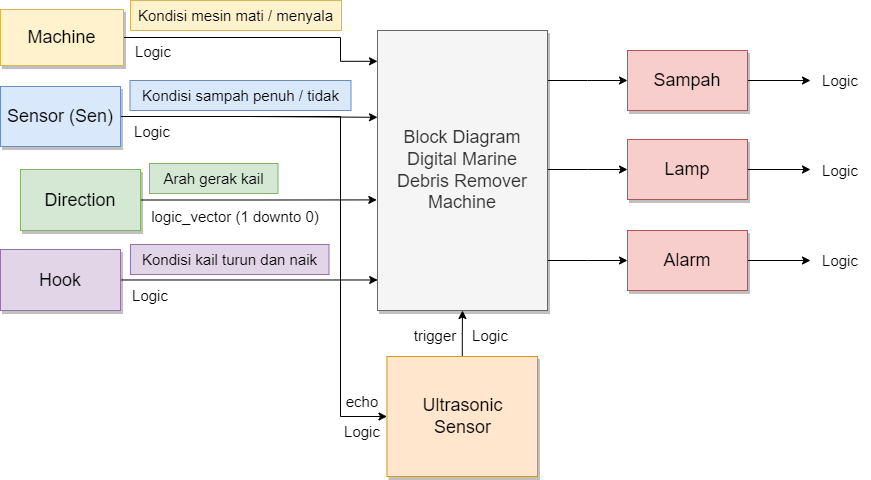 Machine
Kondisi mesin mati / menyala
Logic
Sensor (Sen)
Kondisi sampah penuh / tidak
Logic
Direction
Arah gerak kail
logic_vector (1 downto 0)
Hook
Kondisi kail turun dan naik
Logic
Block Diagram
Digital Marine
Debris Remover
Machine
Sampah
Logic
Lamp
Logic
Alarm
Logic
trigger
Logic
echo
Logic
Ultrasonic
Sensor